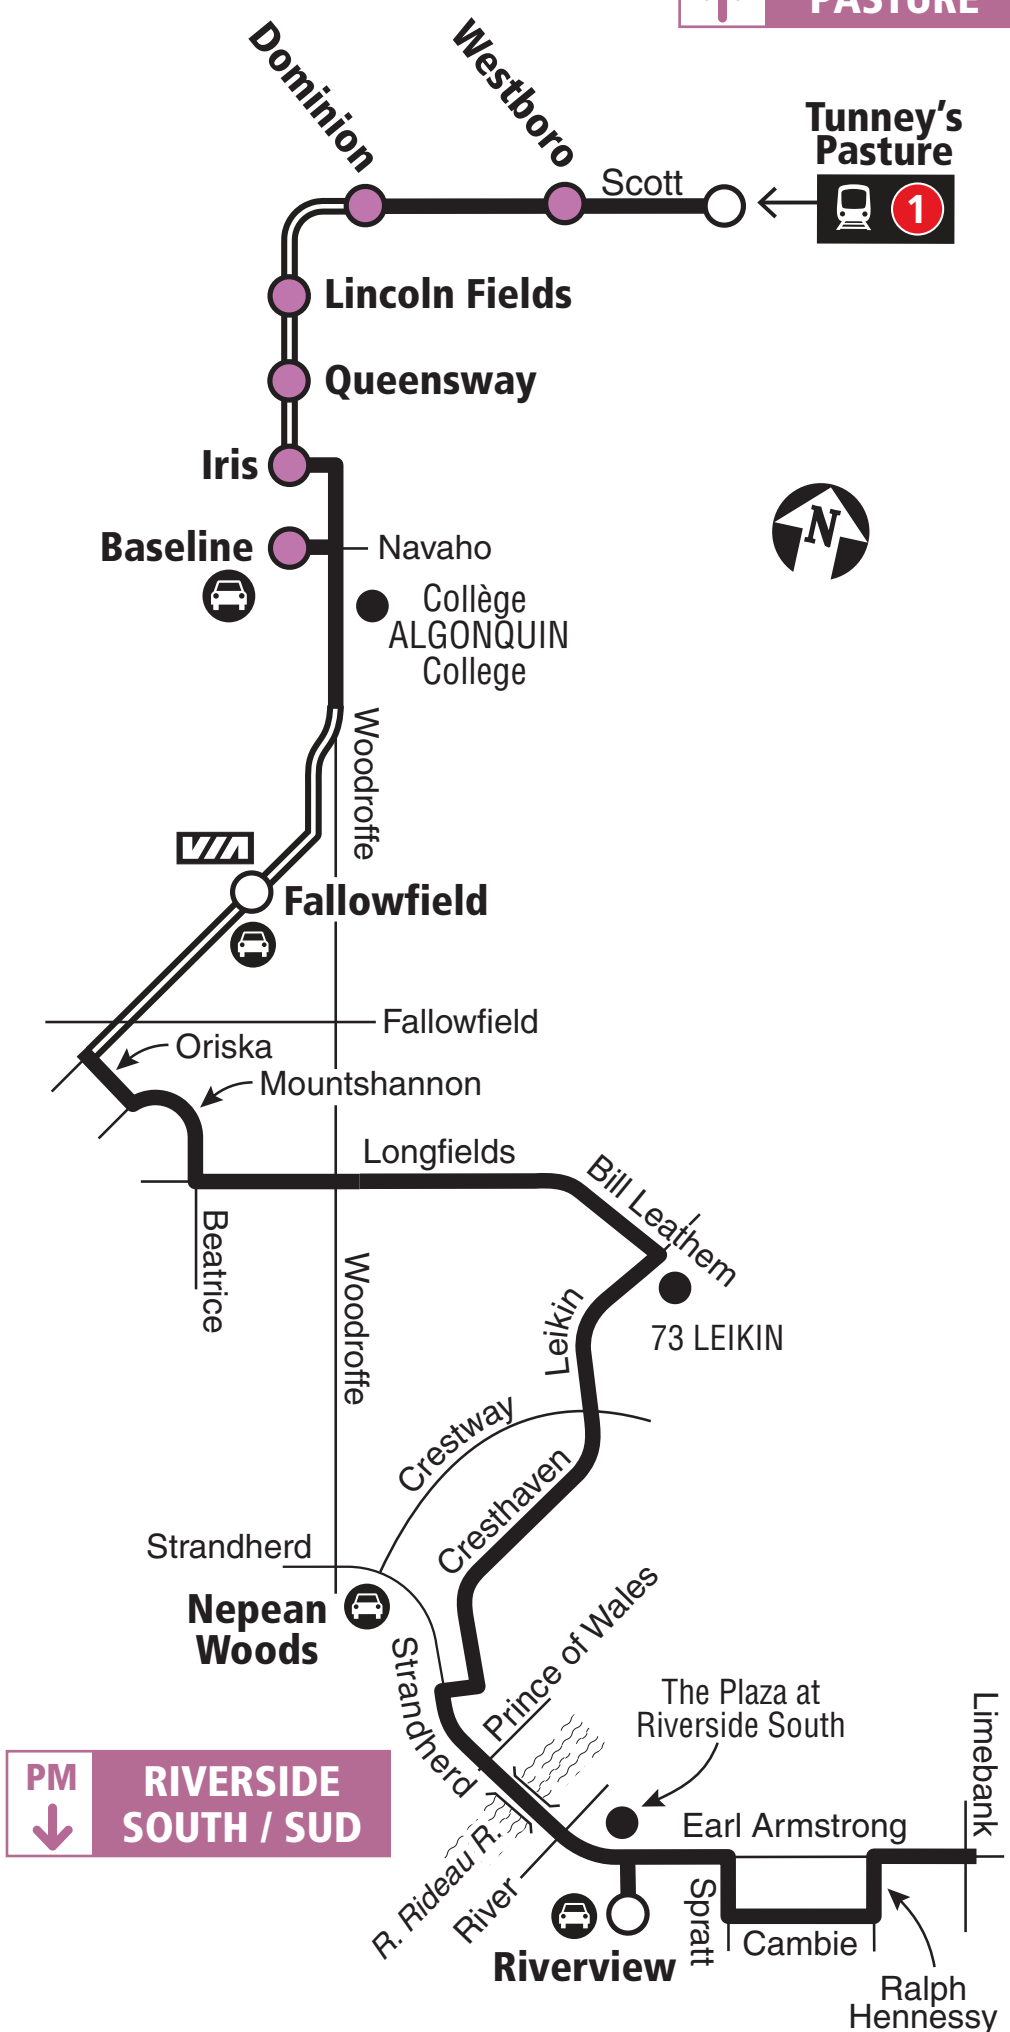 PASTURE
Dominion
Westboro
Tunney's
Pasture
Scott
1
Lincoln Fields
Queensway
Iris
N
Baseline
Navaho
Collège
ALGONQUIN
College
Woodroffe
VIA
Fallowfield
Fallowfield
Oriska
Mountshannon
Longfields
Bill Leathem
Beatrice
Woodroffe
Leikin
73 LEIKIN
Crestway
Cresthaven
Strandherd
Nepean
Woods
Strandherd
Prince of Wales
The Plaza at
Riverside South
Limebank
PM
RIVERSIDE
SOUTH / SUD
Earl Armstrong
R. Rideau R.
River
Spratt
Cambie
Riverview
Ralph
Hennessy